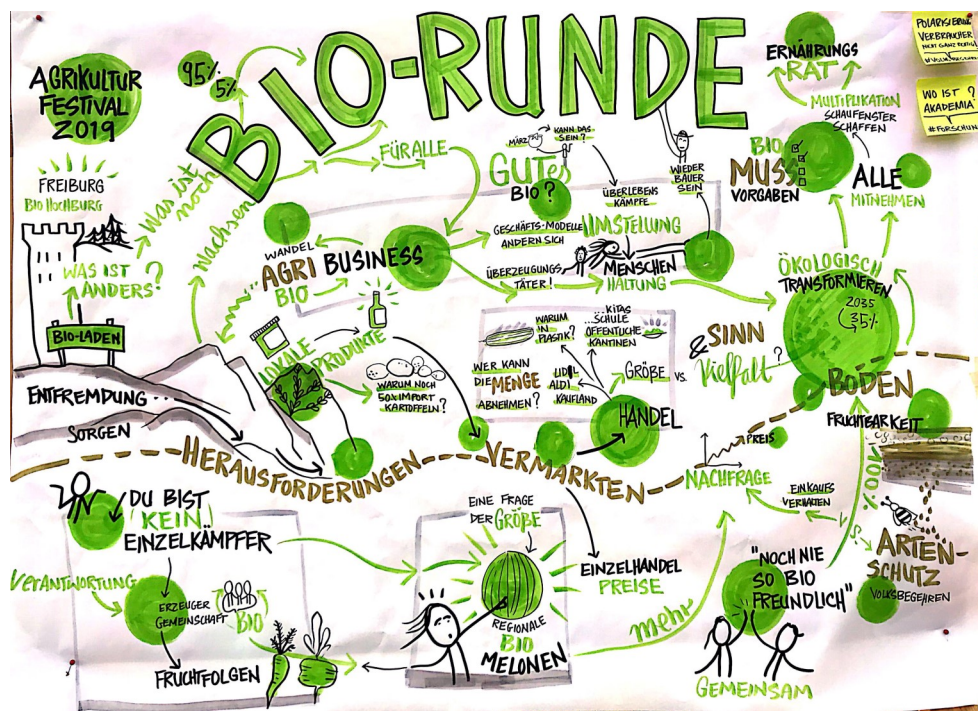 BIO-RUNDE
AGRIKULTUR
FESTIVAL
2019
95%
5%
FREIBURG
BIO HOCHBURG
WAS IST
ANDERS?
BIO-LADEN
Was ist
noch
Wachsen
FÜR ALLE
MÄRZ
KANN DAS
SEIN?
GUTES
BIO?
ÜBERLEBENS
KÄMPFE
WIEDER
BAUER
SEIN
GESCHÄFTS-MODELLE
ÄNDERN SICH
UMSTELLUNG
ÜBERZEUGUNGS
TÄTER!
MENSCHEN
HALTUNG
WANDEL
AGRI BUSINESS
BIO
LOKALE
PRODUKTE
WARUM NOCH
50% IMPORT
KARTOFFELN?
ERNÄHRUNGS
RAT
MULTIPLIKATION
SCHAUFENSTER
SCHAFFEN
BIO
MUSS
VORGABEN
ALLE
MITNEHMEN
POLARISIERUNG
VERBRAUCHER
WO IST ?
AKADEMIA
ÖKOLOGISCH
TRANSFORMIEREN
2035
35%
SINN
&
Vielfalt?
WARUM
IN
PLASTIK?
...KITAS
SCHULE
ÖFFENTLICHE
KANTINEN
WER KANN
DIE MENGE
ABNEHMEN?
LIDL
ALDI
KAUFLAND
GRÖẞE VS.
HANDEL
ENTFREMDUNG
SORGEN
HERAUSFORDERUNGEN
VERMARKTEN
PREIS
NACHFRAGE
BODEN
FRUCHTBARKEIT
100%
EINKAUFS
VERHALTEN
ARTEN-
SCHUTZ
VOLKSBEGEHREN
DU BIST
KEIN
EINZELKÄMPFER
VERANTWORTUNG
ERZEUGER
GEMEINSCHAFT
BIO
FRUCHTFOLGEN
EINE FRAGE
DER GRÖẞE
REGIONALE
BIO
MELONEN
EINZELHANDEL
PREISE
mehr
"NOCH NIE
SO BIO
FREUNDLICH"
GEMEINSAM